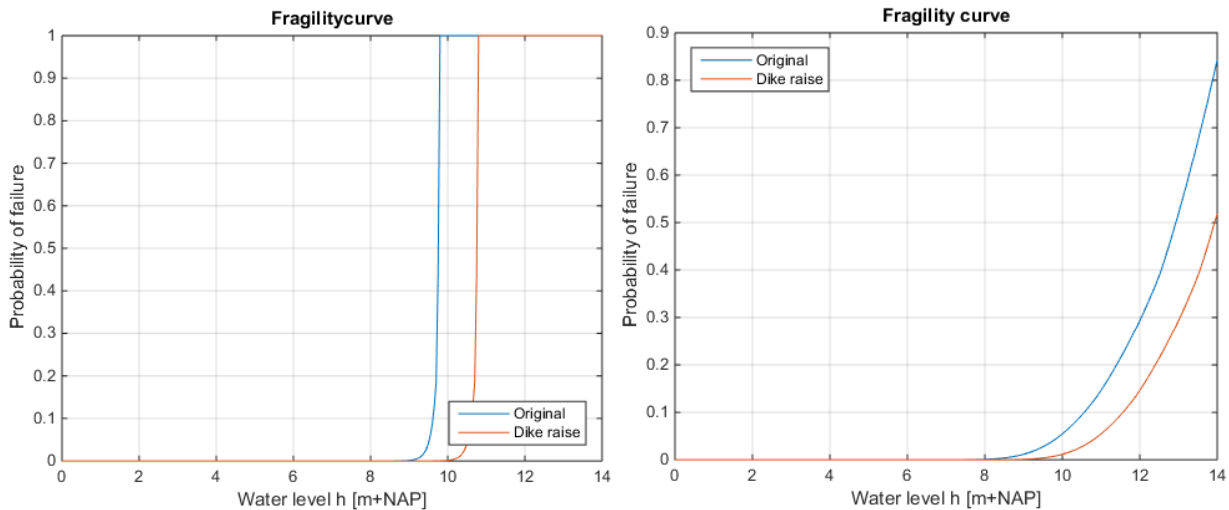 Fragilitycurve
1
0.9
0.8
0.7
0.6
0.5
0.4
0.3
0.2
0.1
0
Probability of failure
Original
Dike raise
0 2 4 6 8 10 12 14
Water level h [m+NAP]
Fragility curve
0.9
0.8
0.7
0.6
0.5
0.4
0.3
0.2
0.1
0
Probability of failure
Original
Dike raise
0 2 4 6 8 10 12 14
Water level h [m+NAP]